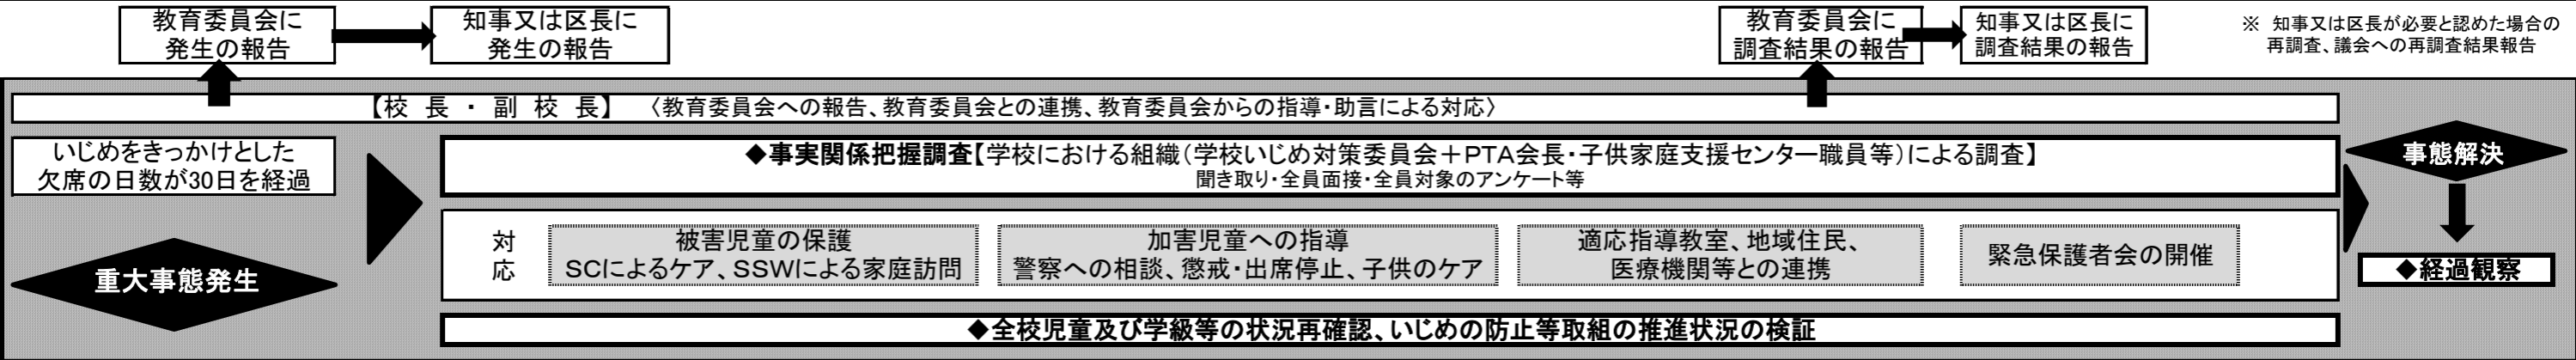 教育委員会に
発生の報告
知事又は区長に
発生の報告
教育委員会に
調査結果の報告
知事又は区長に
調査結果の報告
※ 知事又は区長が必要と認めた場合の
再調査、議会への再調査結果報告
【校 長 ・ 副 校 長】 〈教育委員会への報告、教育委員会との連携、教育委員会からの指導・助言による対応〉
いじめをきっかけとした
欠席の日数が30日を経過
重大事態発生
◆事実関係把握調査【学校における組織(学校いじめ対策委員会+PTA会長・子供家庭支援センター職員等)による調査】
聞き取り・全員面接・全員対象のアンケート等
対
応
被害児童の保護
SCによるケア、SSWによる家庭訪問
加害児童への指導
警察への相談、懲戒・出席停止、子供のケア
適応指導教室、地域住民、
医療機関等との連携
緊急保護者会の開催
◆全校児童及び学級等の状況再確認、いじめの防止等取組の推進状況の検証
事態解決
◆経過観察